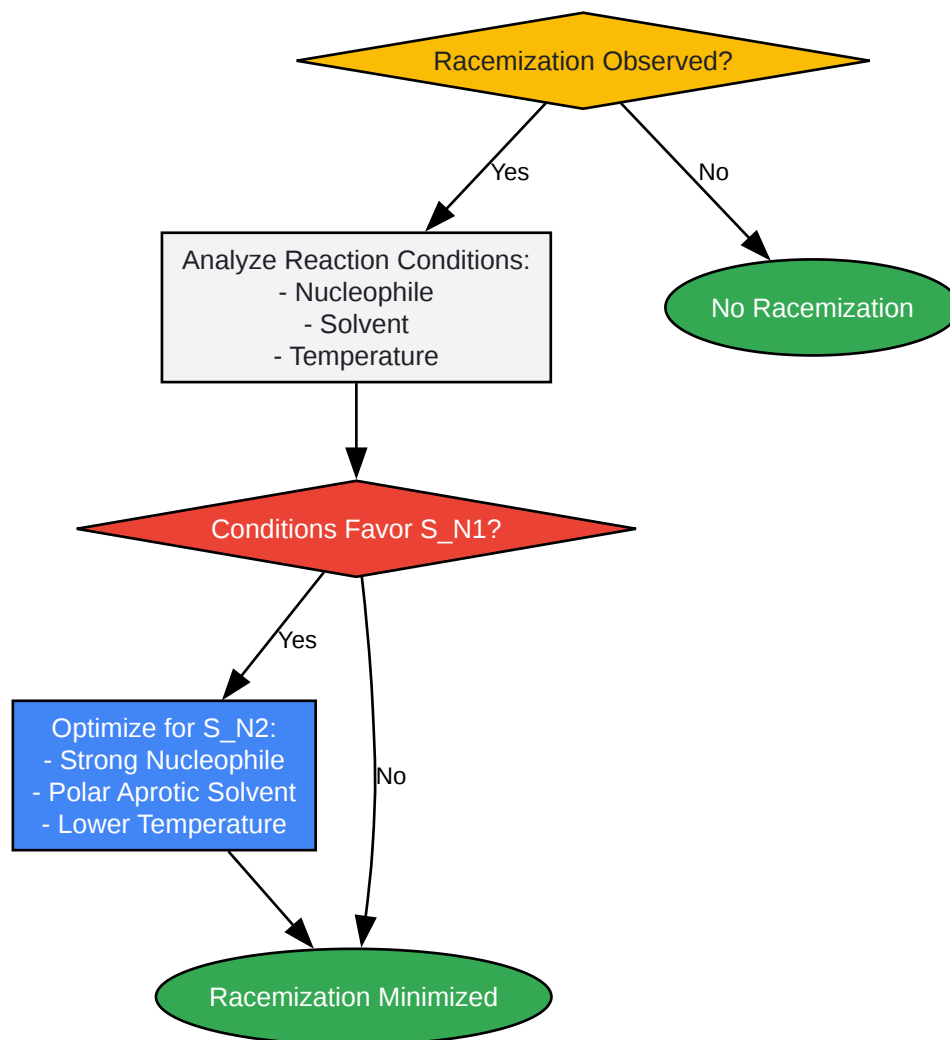 Racemization Observed?
Yes
No
Analyze Reaction Conditions:
- Nucleophile
- Solvent
- Temperature
No Racemization
Conditions Favor S_N1?
Yes
Optimize for S_N2:
- Strong Nucleophile
- Polar Aprotic Solvent
- Lower Temperature
No
Racemization Minimized